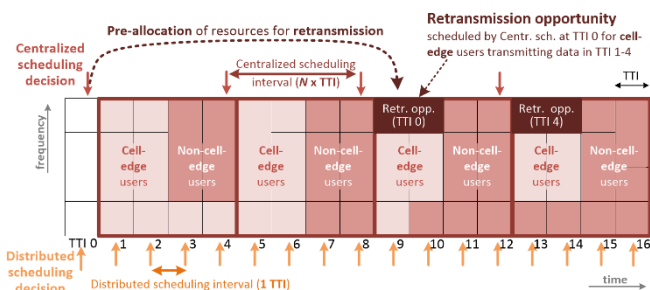 Pre-allocation of resources for retransmission
Retransmission opportunity
scheduled by Centr. sch. at TTI 0 for cell-
edge users transmitting data in TTI 1-4
Centralized
scheduling
decision
Centralized scheduling
interval (N x TTI)
TTI
frequency
Retr. opp.
(TTI 0)
Retr. opp.
(TTI 4)
Cell-
edge
users
Non-cell-
edge
users
Cell-
edge
users
Non-cell-
edge
users
Cell-
edge
users
Non-cell-
edge
users
Cell-
edge
users
Non-cell-
edge
users
TTI 0 1 2 3 4 5 6 7 8 9 10 11 12 13 14 15 16
Distributed
scheduling
decision
Distributed scheduling interval (1 TTI)
time